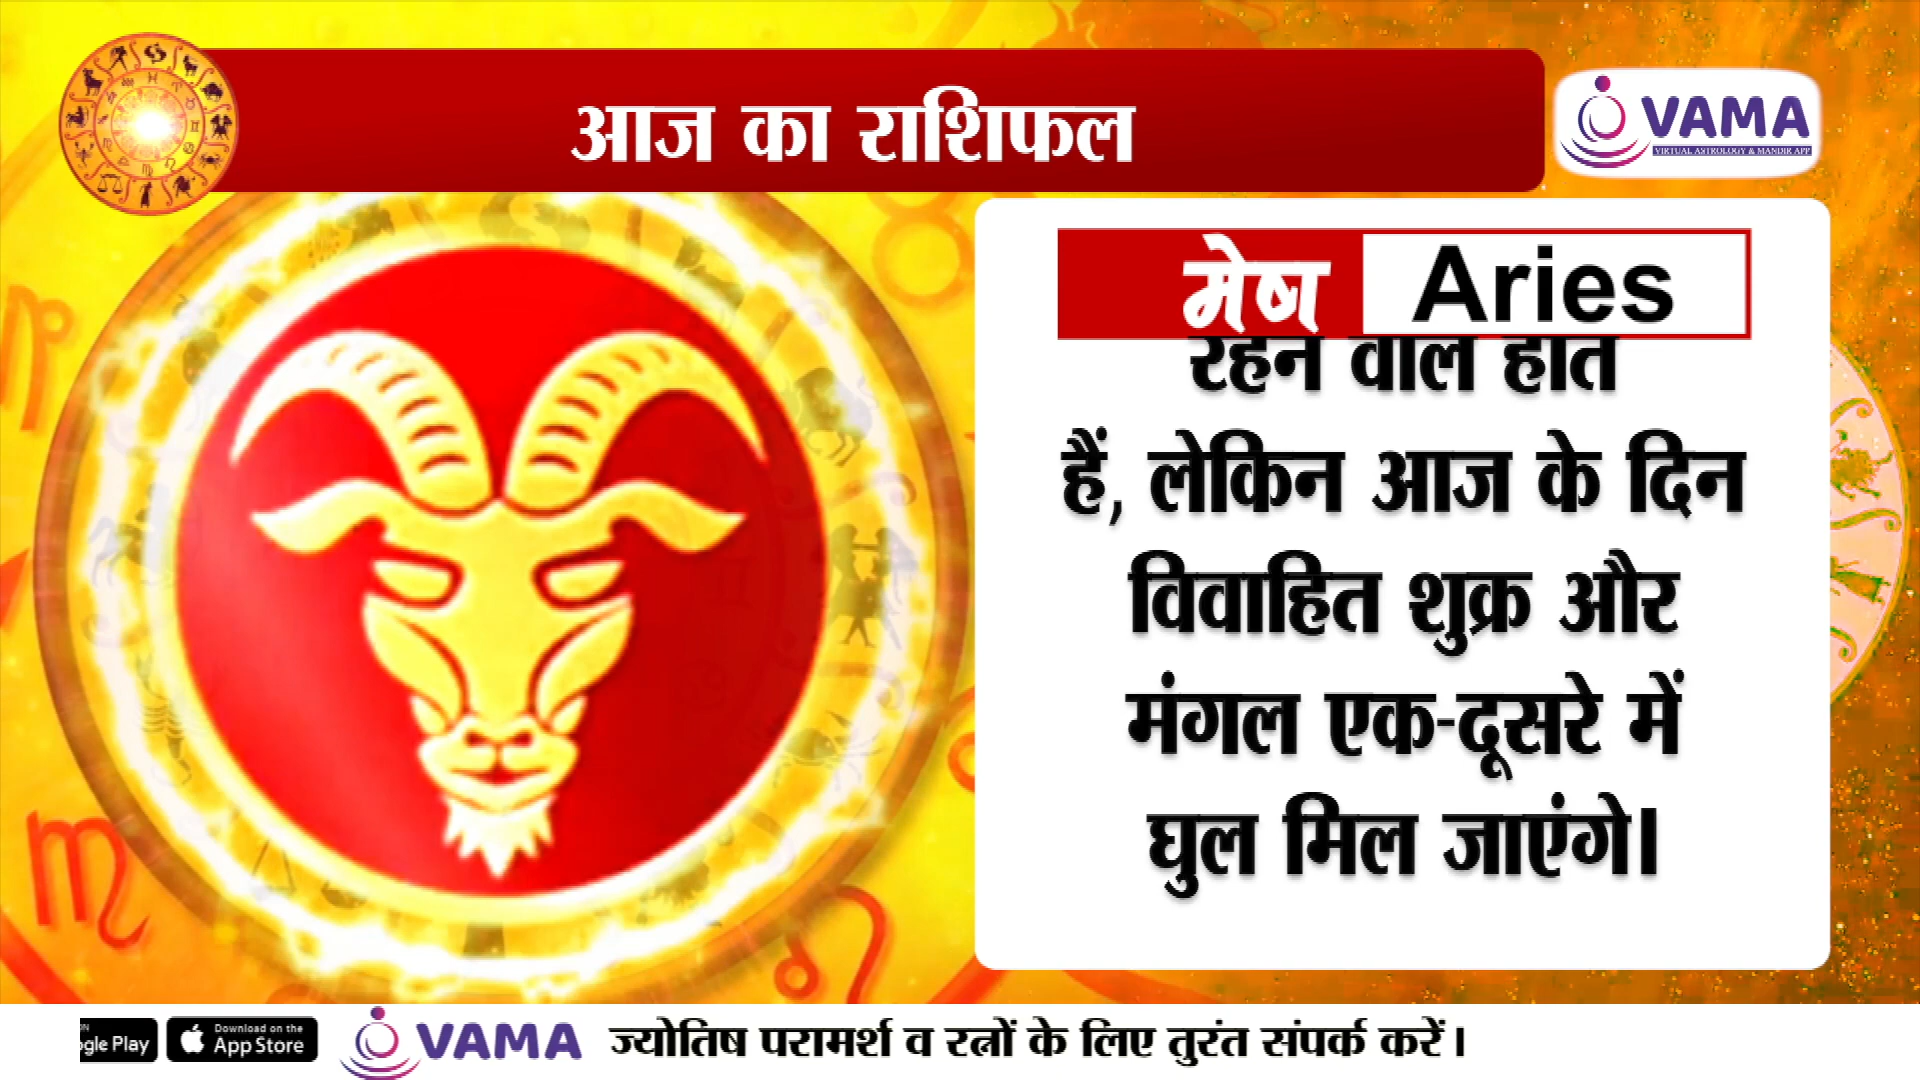 आज का राशिफल
VAMA
VIRTUAL ASTROLOGY & MANDIR APP
मेष Aries
रहने वाले होते
हैं, लेकिन आज के दिन
विवाहित शुक्र और
मंगल एक-दूसरे में
घुल मिल जाएंगे।
gle Play
Download on the
App Store
VAMA
ज्योतिष परामर्श व रत्नों के लिए तुरंत संपर्क करें।